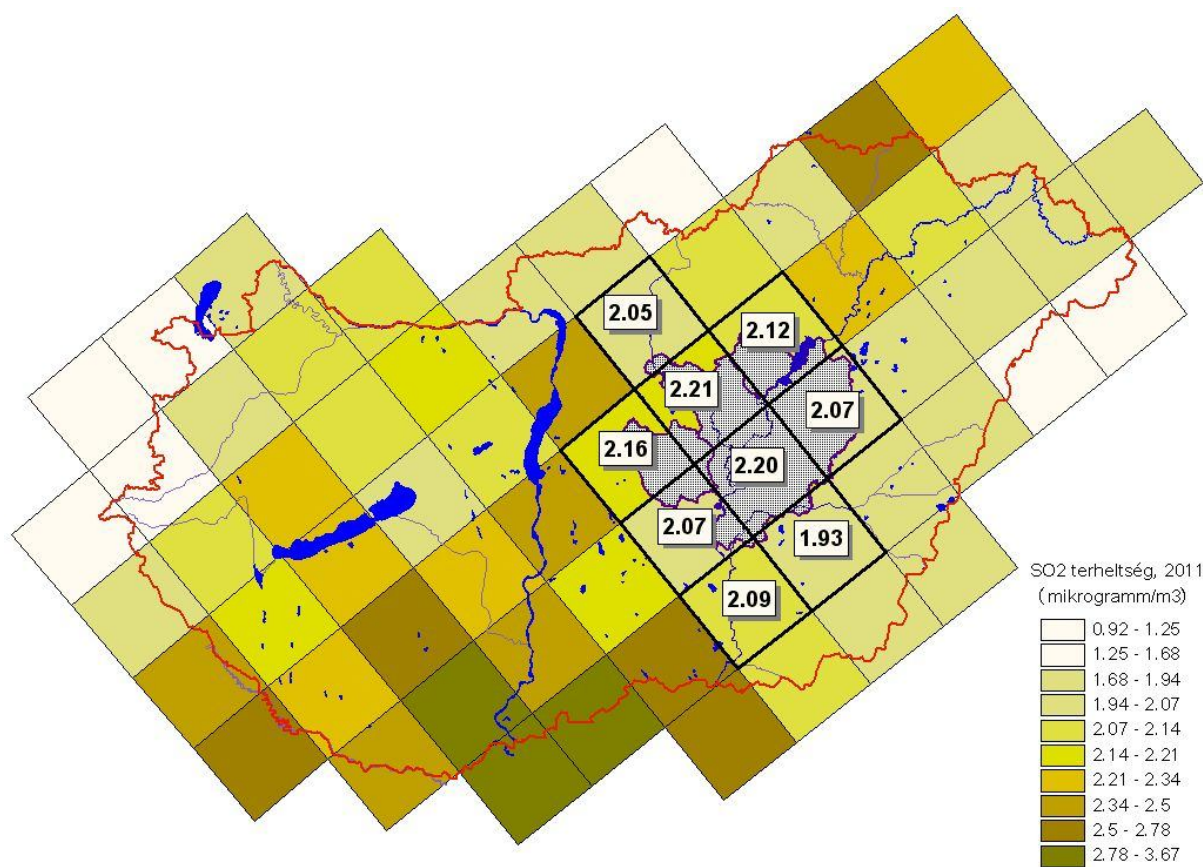 2.05
2.12
2.21
2.07
2.16
2.20
2.07
1.93
2.09
SO2 terheltség, 2011
(mikrogramm/m3)
0.92 - 1.25
1.25 - 1.68
1.68 - 1.94
1.94 - 2.07
2.07 - 2.14
2.14 - 2.21
2.21 - 2.34
2.34 - 2.5
2.5 - 2.78
2.78 - 3.67